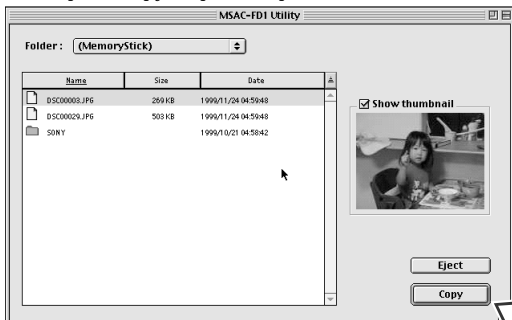 MSAC-FD1 Utility
Folder : (MemoryStick)
Name Size Date
DSC00003.JPG 269 KB 1999/11/24 04:59:48
DSC00029.JPG 503 KB 1999/11/24 04:59:48
SONY 1999/10/21 04:58:42
Show thumbnail
Eject
Copy